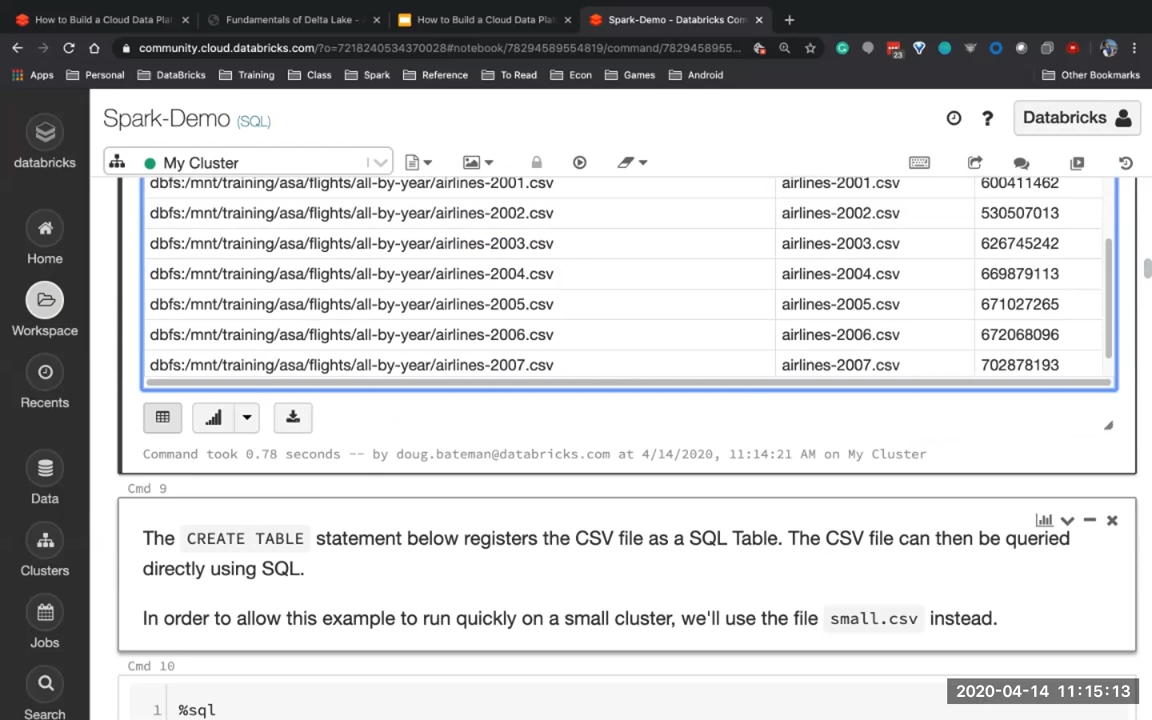 How to Build a Cloud Data Plat
Fundamentals of Delta Lake -
How to Build a Cloud Data Plat
Spark-Demo - Databricks Com
community.cloud.databricks.com/?o=7218240534370028#notebook/78294589554819/command/7829458955...
23
Apps Personal DataBricks Training Class Spark Reference To Read Econ Games Android Other Bookmarks
databricks
Home
Workspace
Recents
Data
Clusters
Jobs
Search
Spark-Demo (SQL)
? Databricks
My Cluster
dbfs:/mnt/training/asa/flights/all-by-year/airlines-2001.csv airlines-2001.csv 600411462
dbfs:/mnt/training/asa/flights/all-by-year/airlines-2002.csv airlines-2002.csv 530507013
dbfs:/mnt/training/asa/flights/all-by-year/airlines-2003.csv airlines-2003.csv 626745242
dbfs:/mnt/training/asa/flights/all-by-year/airlines-2004.csv airlines-2004.csv 669879113
dbfs:/mnt/training/asa/flights/all-by-year/airlines-2005.csv airlines-2005.csv 671027265
dbfs:/mnt/training/asa/flights/all-by-year/airlines-2006.csv airlines-2006.csv 672068096
dbfs:/mnt/training/asa/flights/all-by-year/airlines-2007.csv airlines-2007.csv 702878193
Command took 0.78 seconds -- by doug.bateman@databricks.com at 4/14/2020, 11:14:21 AM on My Cluster
Cmd 9
The CREATE TABLE statement below registers the CSV file as a SQL Table. The CSV file can then be queried
directly using SQL.
In order to allow this example to run quickly on a small cluster, we'll use the file small.csv instead.
Cmd 10
1 %sql
2020-04-14 11:15:13